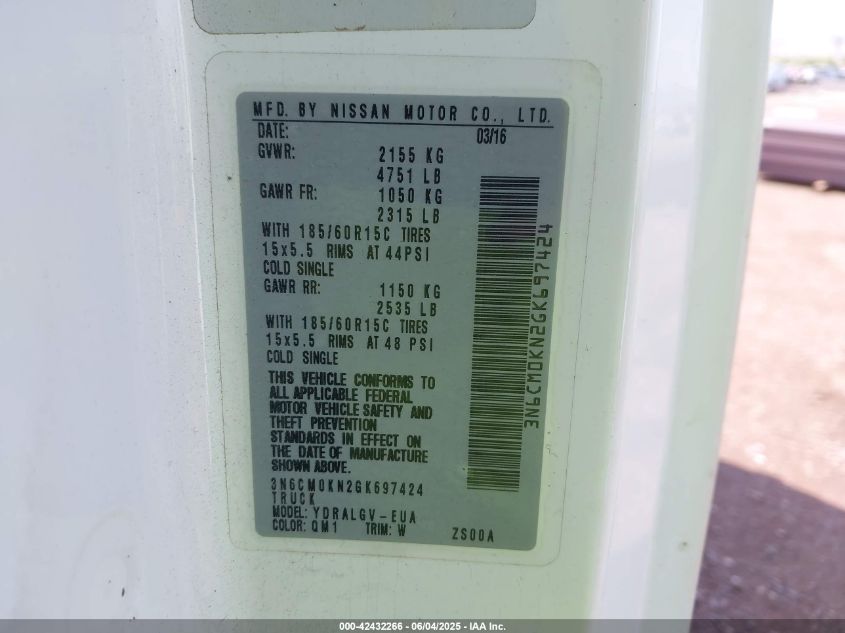 MFD. BY NISSAN MOTOR CO., LTD.
DATE: 03/16
GVWR: 2155 KG
4751 LB
GAWR FR: 1050 KG
2315 LB
WITH 185/60R15C TIRES
15x5.5 RIMS AT 44PSI
COLD SINGLE
GAWR RR: 1150 KG
2535 LB
WITH 185/60R15C TIRES
15x5.5 RIMS AT 48 PSI
COLD SINGLE
THIS VEHICLE CONFORMS TO
ALL APPLICABLE FEDERAL
MOTOR VEHICLE SAFETY AND
THEFT PREVENTION
STANDARDS IN EFFECT ON
THE DATE OF MANUFACTURE
SHOWN ABOVE.
3N6CM0KN2GK697424
TRUCK
MODEL: YDRALGV-EUA
COLOR: QM1 TRIM: W ZS00A
3N6CM0KN2GK697424
000-42432266 - 06/04/2025 - IAA Inc.